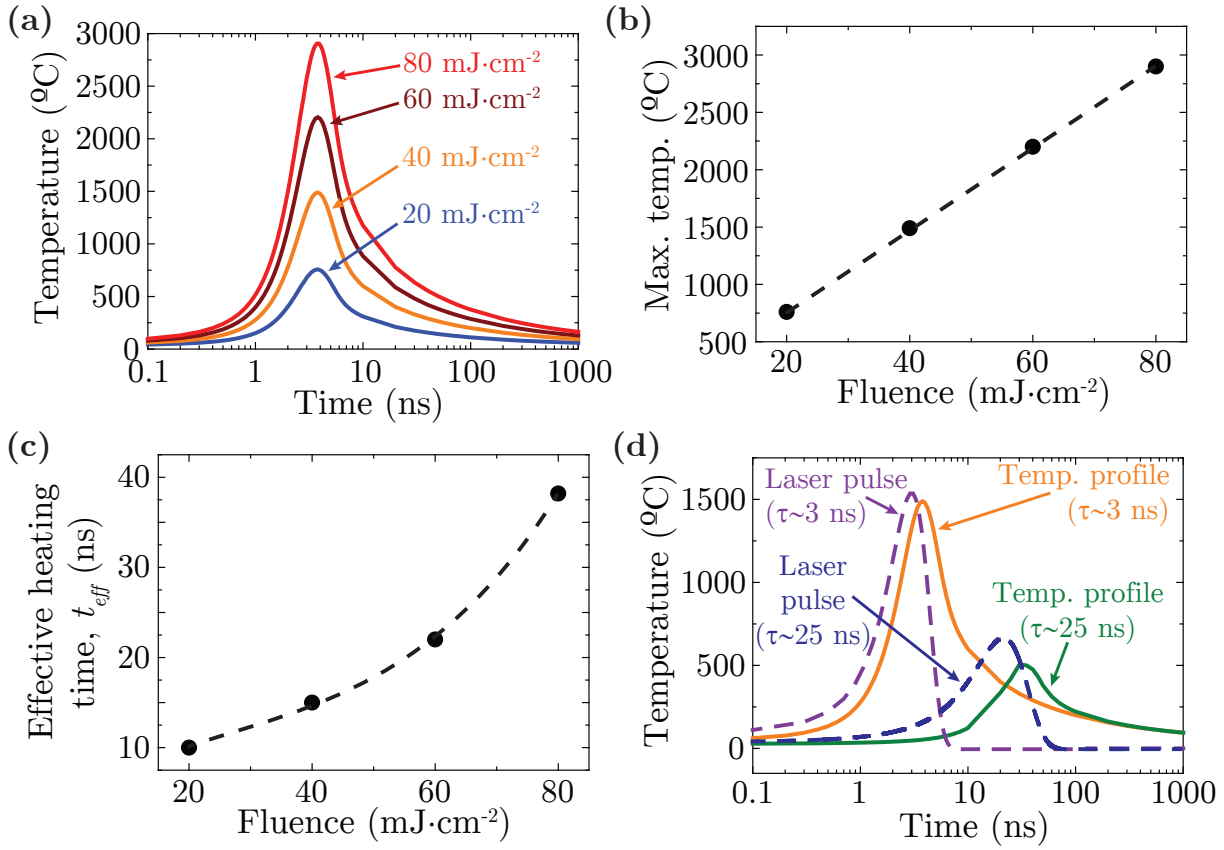 (a)
Temperature (ºC)
3000
2500
2000
1500
1000
500
0
80 mJ·cm-2
60 mJ·cm-2
40 mJ·cm-2
20 mJ·cm-2
0.1 1 10 100 1000
Time (ns)
(b)
Max. temp. (ºC)
3000
2500
2000
1500
1000
500
20 40 60 80
Fluence (mJ·cm-2)
(c)
Effective heating
time, teff (ns)
40
30
20
10
20 40 60 80
Fluence (mJ·cm-2)
(d)
Temperature (ºC)
1500
1000
500
0
Laser pulse
(τ~3 ns)
Temp. profile
(τ~3 ns)
Laser
pulse
(τ~25 ns)
Temp. profile
(τ~25 ns)
0.1 1 10 100 1000
Time (ns)